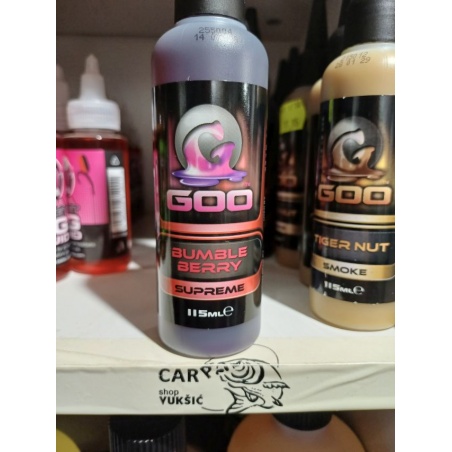 GOO
BUMBLE
BERRY
SUPREME
115ML℮
GOO
TIGER NUT
SMOKE
115ML℮
CARP
shop
VUKŠIĆ